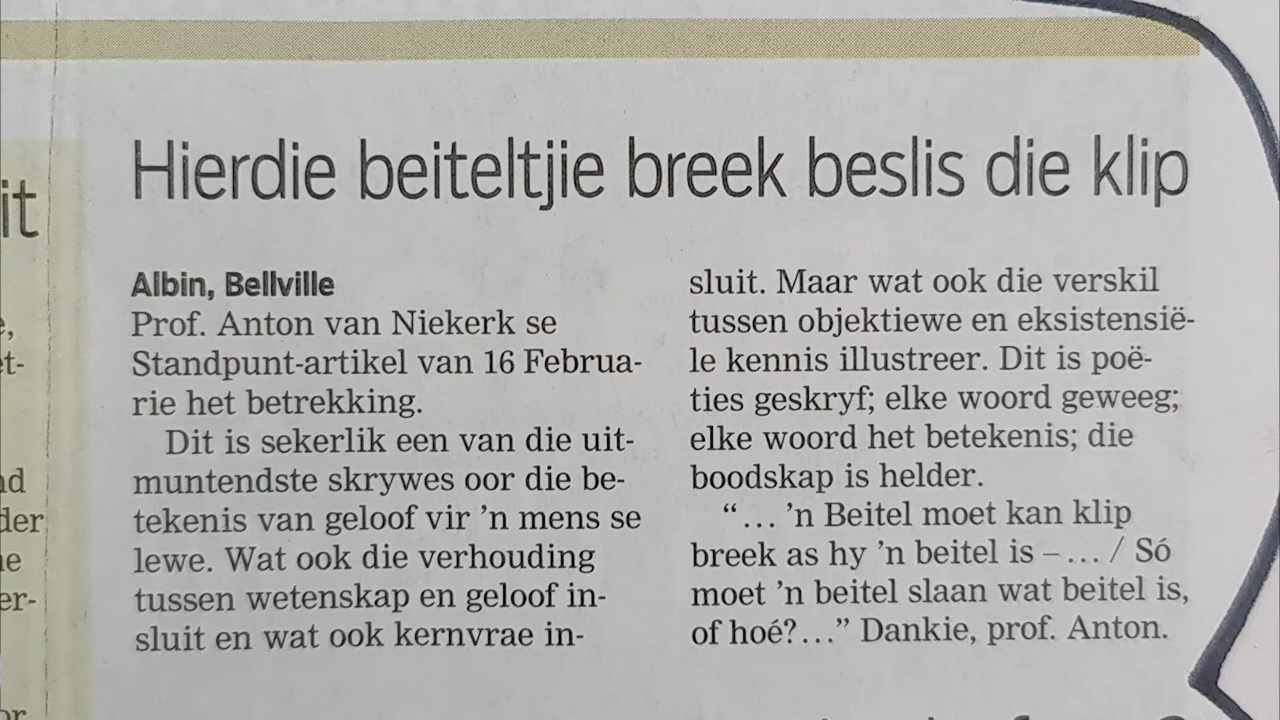 Hierdie beiteltjie breek beslis die klip
Albin, Bellville
Prof. Anton van Niekerk se
Standpunt-artikel van 16 Februa-
rie het betrekking.
Dit is sekerlik een van die uit-
muntendste skrywes oor die be-
tekenis van geloof vir ’n mens se
lewe. Wat ook die verhouding
tussen wetenskap en geloof in-
sluit en wat ook kernvrae in-
sluit. Maar wat ook die verskil
tussen objektiewe en eksistensië-
le kennis illustreer. Dit is poë-
ties geskryf; elke woord geweeg;
elke woord het betekenis; die
boodskap is helder.
“… ’n Beitel moet kan klip
breek as hy ’n beitel is – … / Só
moet ’n beitel slaan wat beitel is,
of hoé?…” Dankie, prof. Anton.